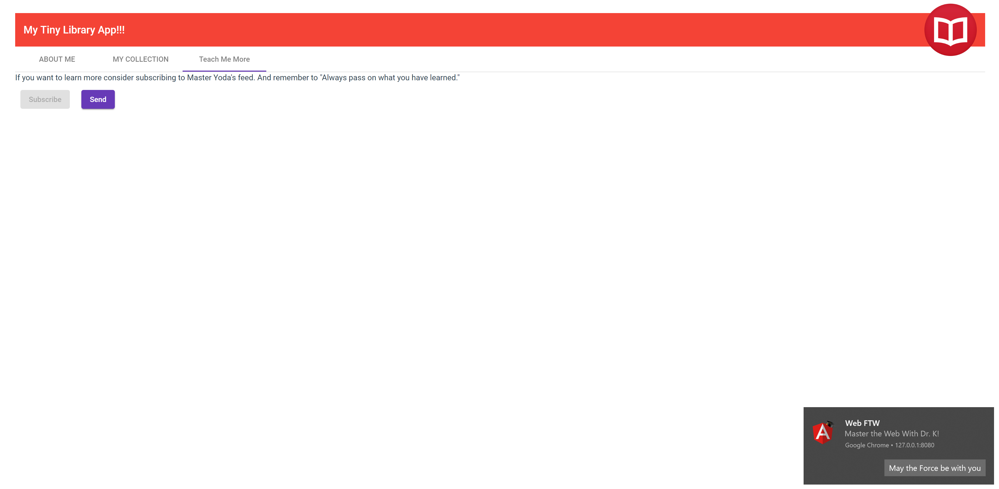 My Tiny Library App!!!
ABOUT ME MY COLLECTION Teach Me More
If you want to learn more consider subscribing to Master Yoda's feed. And remember to "Always pass on what you have learned."
Subscribe Send
Web FTW
Master the Web With Dr. K!
Google Chrome • 127.0.0.1:8080
May the Force be with you